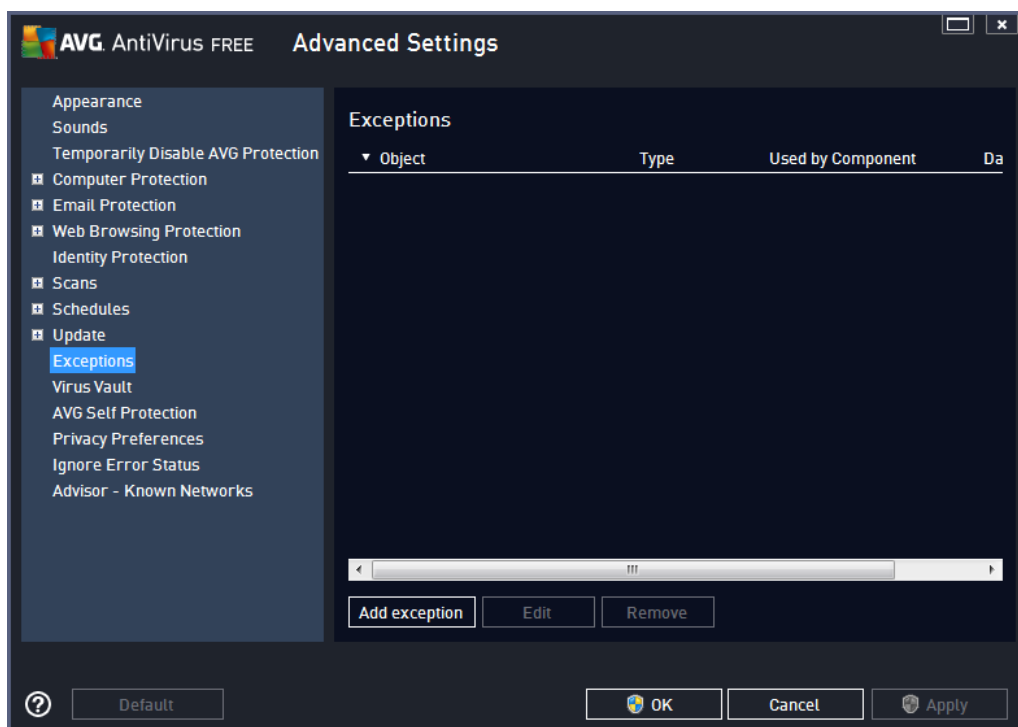 AVG. AntiVirus FREE Advanced Settings
Appearance
Sounds
Temporarily Disable AVG Protection
Computer Protection
Email Protection
Web Browsing Protection
Identity Protection
Scans
Schedules
Update
Exceptions
Virus Vault
AVG Self Protection
Privacy Preferences
Ignore Error Status
Advisor - Known Networks
Exceptions
Object Type Used by Component Da
Add exception Edit Remove
Default OK Cancel Apply